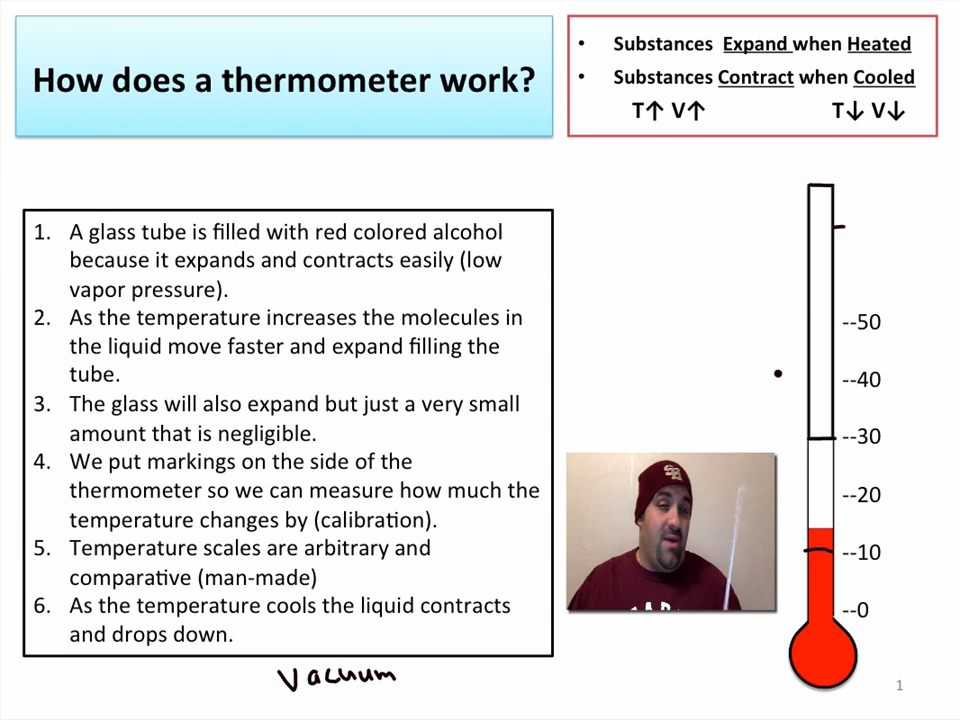 How does a thermometer work?
• Substances Expand when Heated
• Substances Contract when Cooled
T↑ V↑ T↓ V↓
1. A glass tube is filled with red colored alcohol
because it expands and contracts easily (low
vapor pressure).
2. As the temperature increases the molecules in
the liquid move faster and expand filling the
tube.
3. The glass will also expand but just a very small
amount that is negligible.
4. We put markings on the side of the
thermometer so we can measure how much the
temperature changes by (calibration).
5. Temperature scales are arbitrary and
comparative (man-made)
6. As the temperature cools the liquid contracts
and drops down.
Vacuum
--50
--40
--30
--20
--10
--0
1